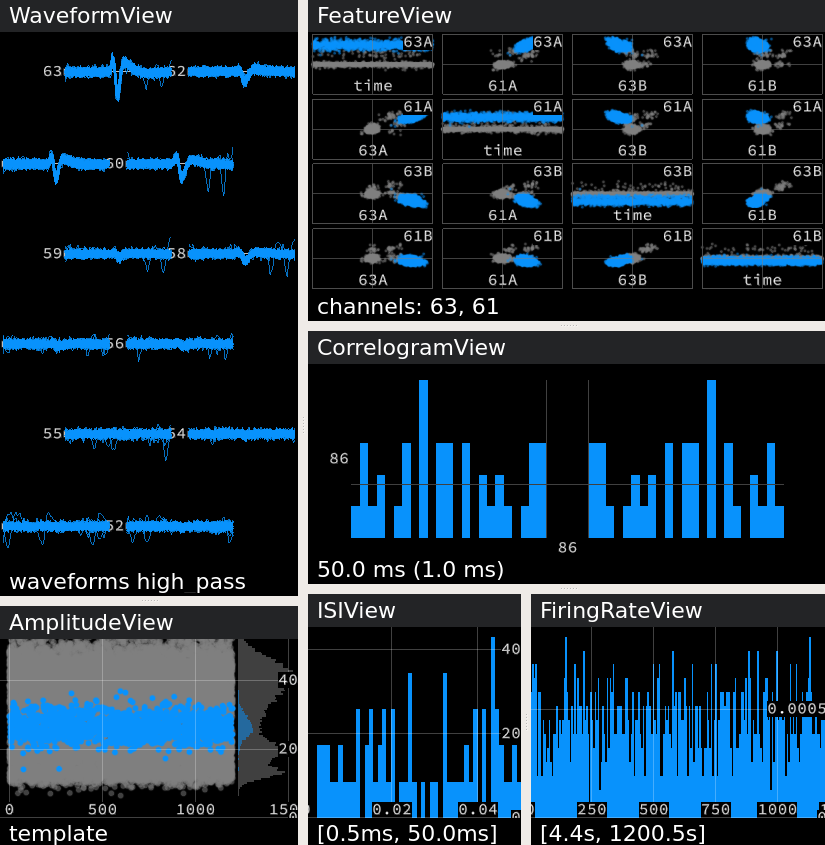 WaveformView
63 52
60
59 58
56
55 54
52
waveforms high_pass
FeatureView
63A 63A 63A 63A
time 61A 63B 61B
61A 61A 61A 61A
63A time 63B 61B
63B 63B 63B 63B
63A 61A time 61B
61B 61B 61B 61B
63A 61A 63B time
channels: 63, 61
CorrelogramView
86
86
50.0 ms (1.0 ms)
AmplitudeView
40
20
0 500 1000
template
ISIView
40
20
0.02 0.04
[0.5ms, 50.0ms]
FiringRateView
0.0005
250 500 750 1000
[4.4s, 1200.5s]